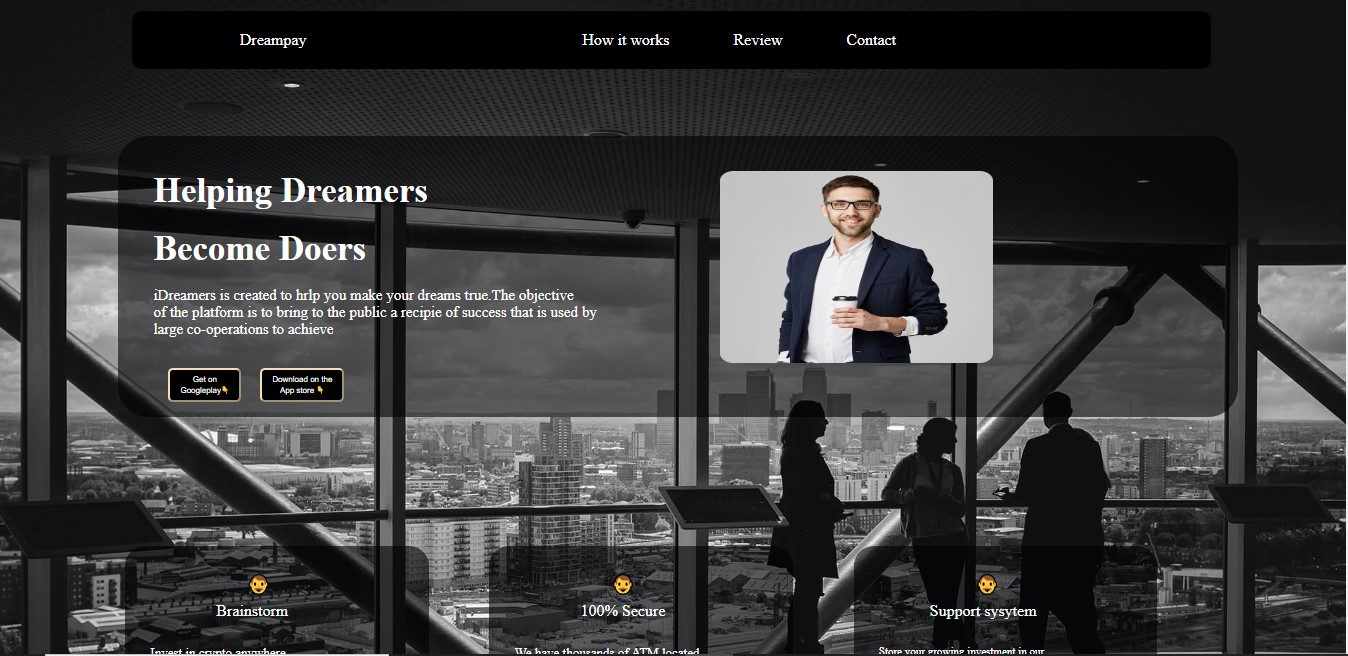 Dreampay
How it works
Review
Contact
Helping Dreamers
Become Doers
iDreamers is created to hrlp you make your dreams true.The objective
of the platform is to bring to the public a recipie of success that is used by
large co-operations to achieve
Get on
Googleplay👇
Download on the
App store 👇
Brainstorm
100% Secure
Support sysytem
Invest in crypto anywhere
We have thousands of ATM located
Store your growing investment in our